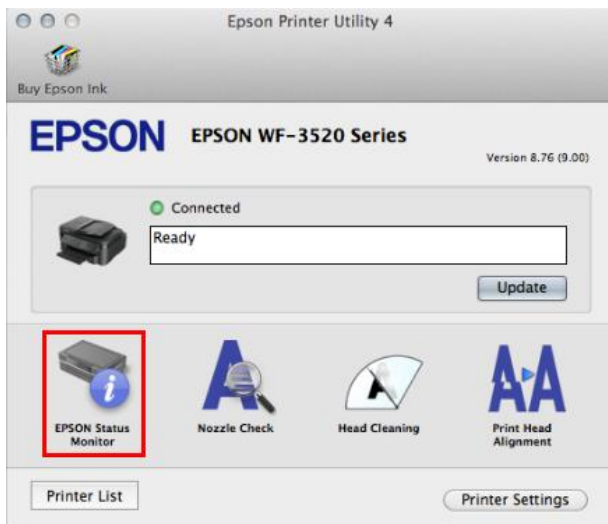 Epson Printer Utility 4
Buy Epson Ink
EPSON EPSON WF-3520 Series
Version 8.76 (9.00)
Connected
Ready
Update
EPSON Status
Monitor
Nozzle Check
Head Cleaning
Print Head
Alignment
Printer List
Printer Settings